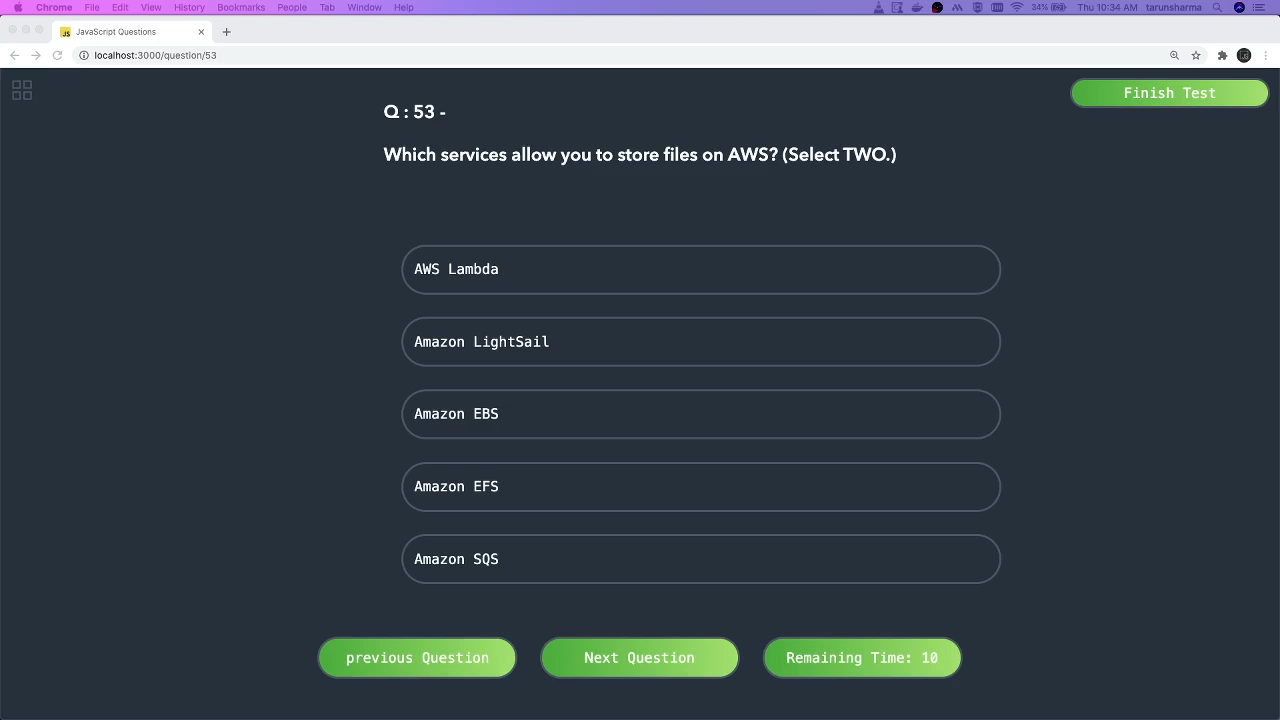 Chrome File Edit View History Bookmarks People Tab Window Help 34% Thu 10:34 AM tarunsharma
JS JavaScript Questions
localhost:3000/question/53
Finish Test
Q : 53 -
Which services allow you to store files on AWS? (Select TWO.)
AWS Lambda
Amazon LightSail
Amazon EBS
Amazon EFS
Amazon SQS
previous Question Next Question Remaining Time: 10